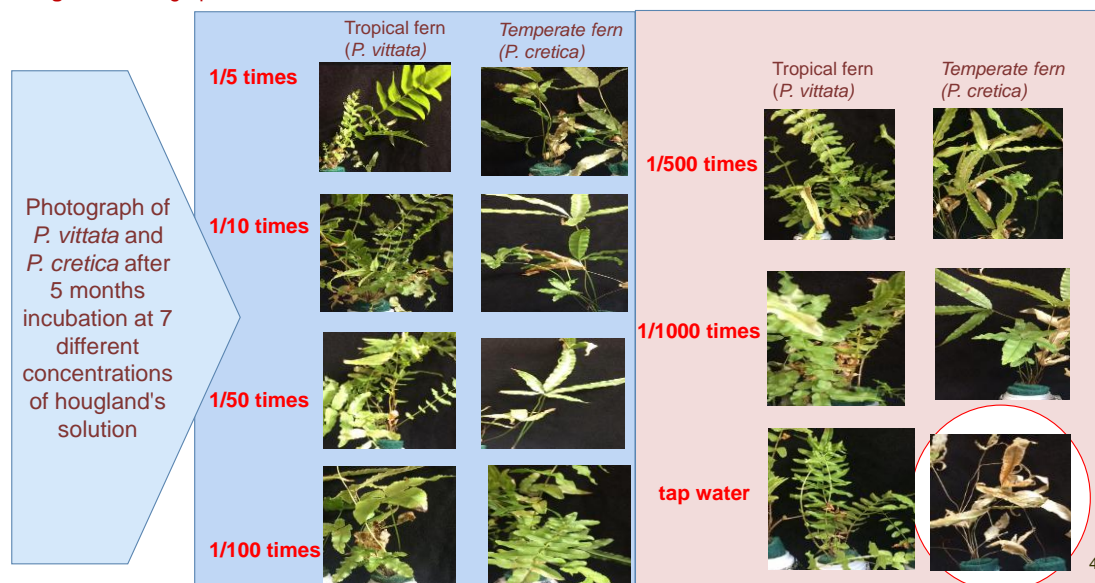 Photograph of
P. vittata and
P. cretica after
5 months
incubation at 7
different
concentrations
of hougland's
solution
Tropical fern
(P. vittata)
Temperate fern
(P. cretica)
1/5 times
1/10 times
1/50 times
1/100 times
Tropical fern
(P. vittata)
Temperate fern
(P. cretica)
1/500 times
1/1000 times
tap water
4